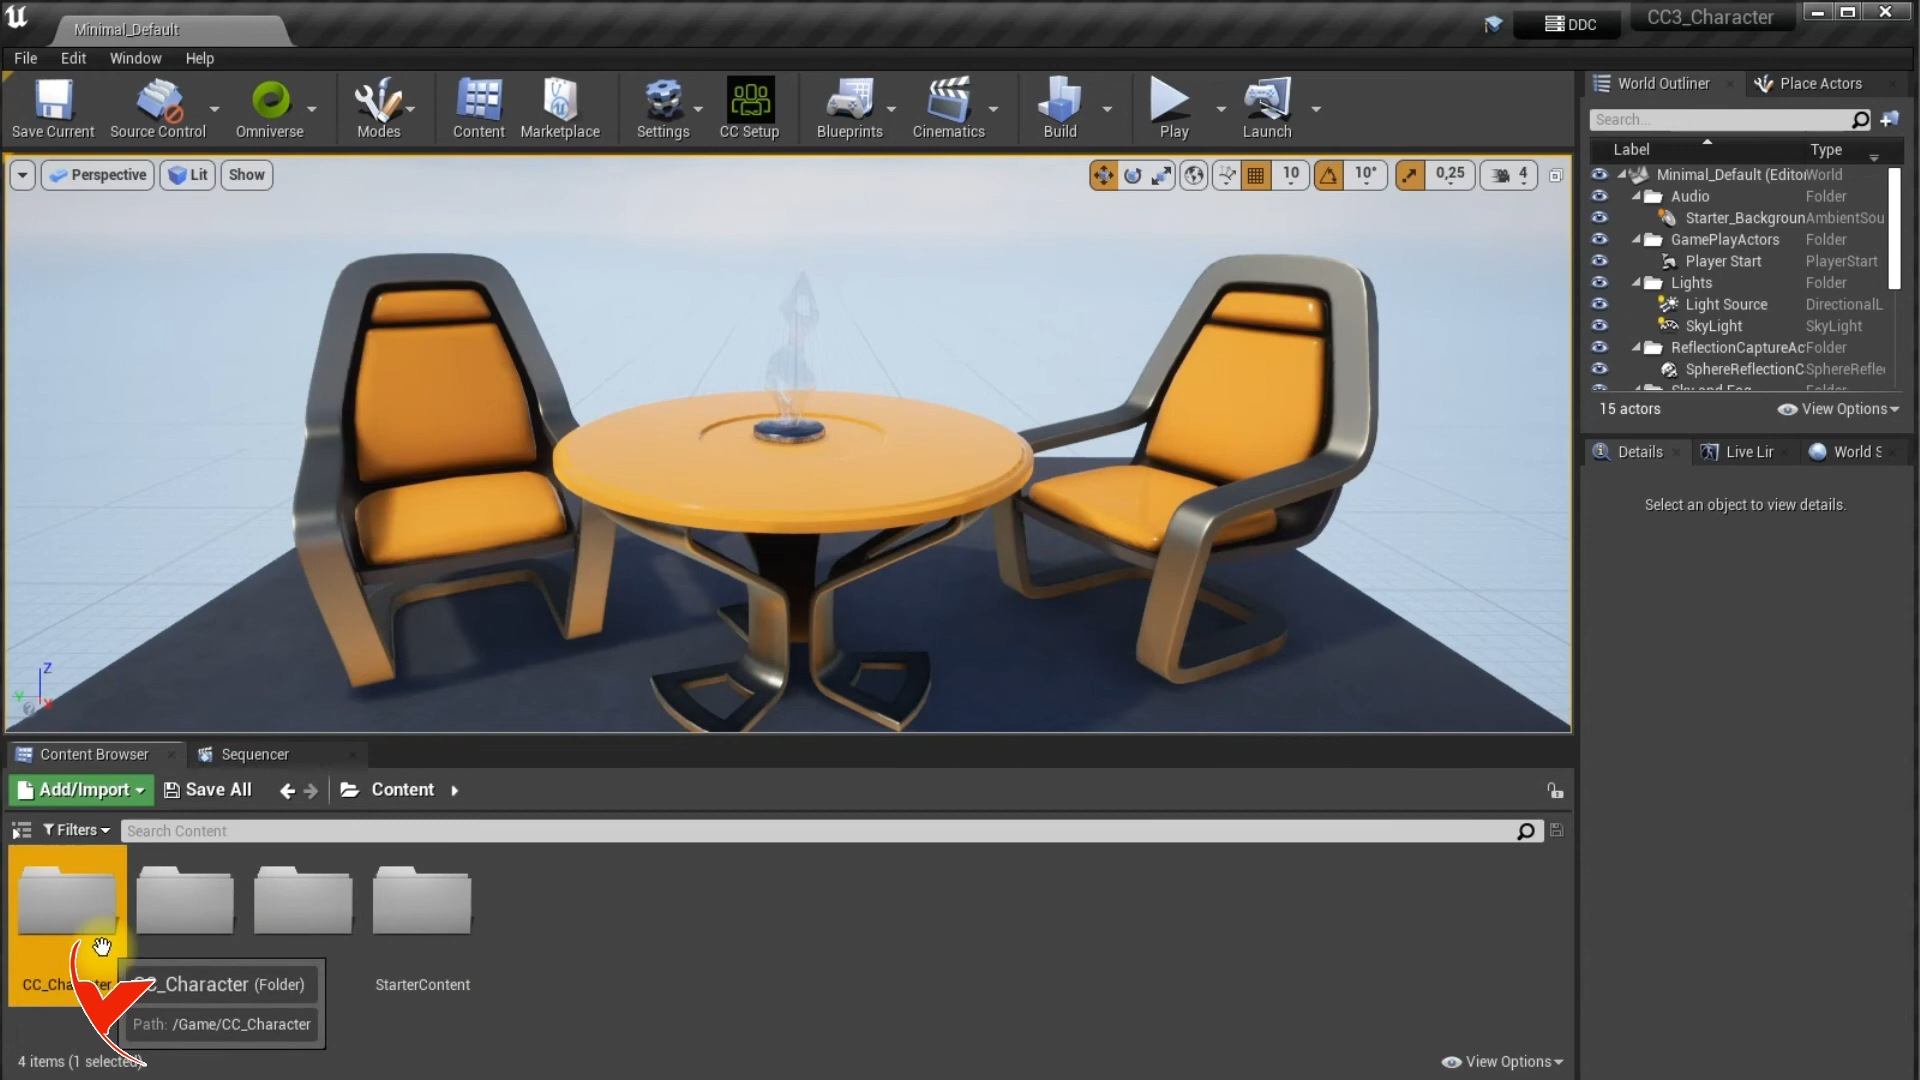 Minimal_Default
DDC
CC3_Character
File Edit Window Help
Save Current
Source Control
Omniverse
Modes
Content
Marketplace
Settings
CC Setup
Blueprints
Cinematics
Build
Play
Launch
Perspective
Lit
Show
10
10°
0,25
4
Z
Y
X
World Outliner
Place Actors
Search...
Label Type
Minimal_Default (Editor World
Audio Folder
Starter_Backgroun AmbientSou
GamePlayActors Folder
Player Start PlayerStart
Lights Folder
Light Source DirectionalL
SkyLight SkyLight
ReflectionCaptureAc Folder
SphereReflectionC SphereRefle
15 actors
View Options
Details
Live Lir
World S
Select an object to view details.
Content Browser
Sequencer
Add/Import
Save All
Content
Filters
Search Content
StarterContent
_Character (Folder)
Path: /Game/CC_Character
4 items (1 selected)
View Options